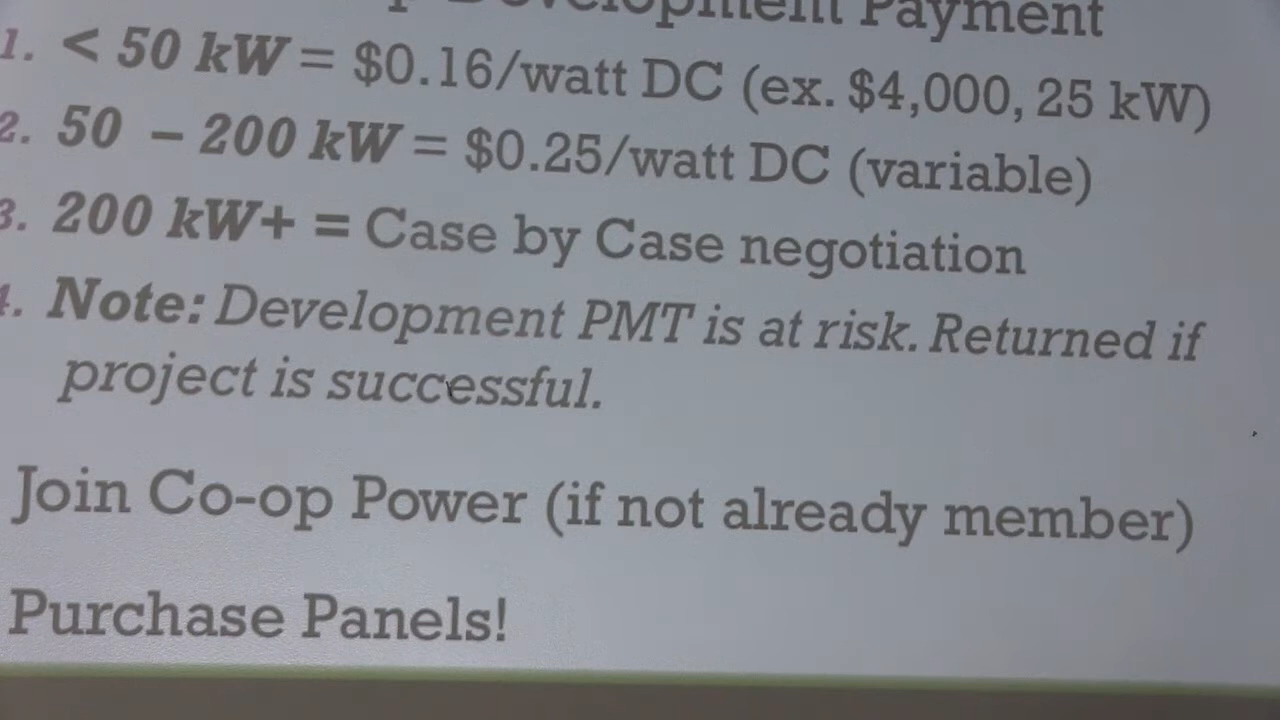 Development Payment
1. < 50 kW = $0.16/watt DC (ex. $4,000, 25 kW)
2. 50 – 200 kW = $0.25/watt DC (variable)
3. 200 kW+ = Case by Case negotiation
4. Note: Development PMT is at risk. Returned if
project is successful.
Join Co-op Power (if not already member)
Purchase Panels!